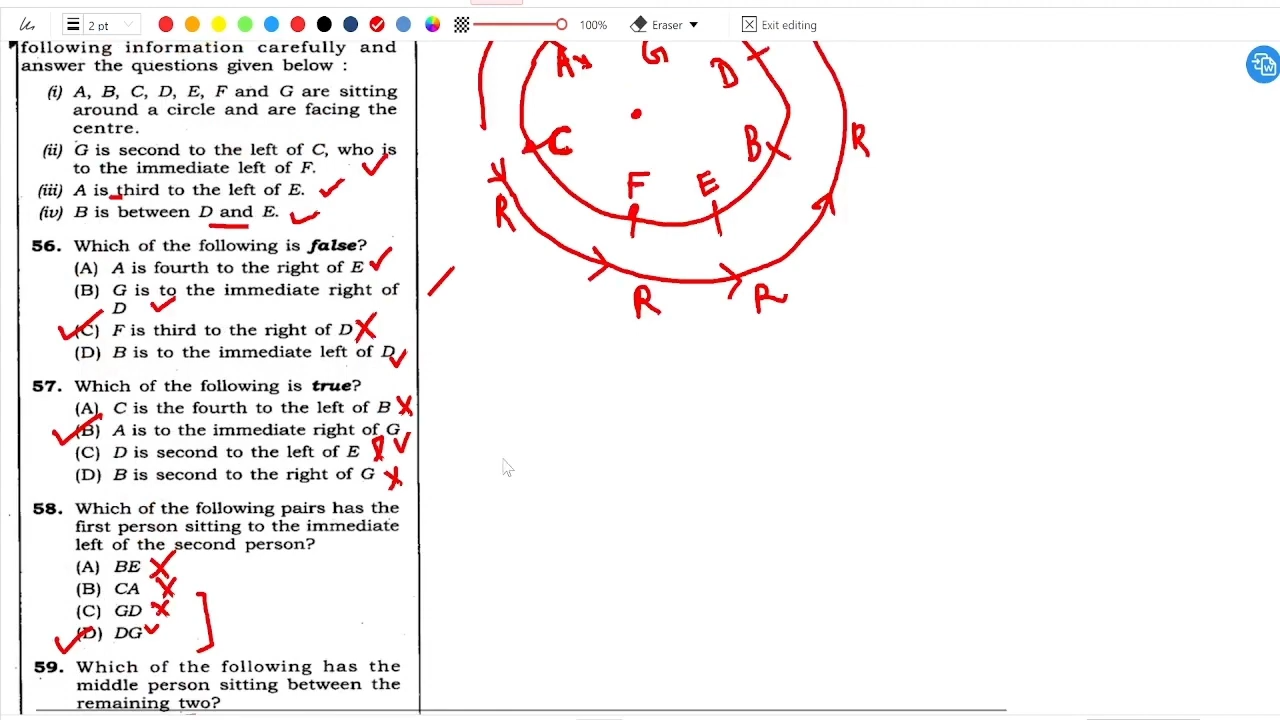 2 pt
100%
Eraser
Exit editing
following information carefully and
answer the questions given below :
(i) A, B, C, D, E, F and G are sitting
around a circle and are facing the
centre.
(ii) G is second to the left of C, who is
to the immediate left of F.
(iii) A is third to the left of E.
(iv) B is between D and E.
56. Which of the following is false?
(A) A is fourth to the right of E
(B) G is to the immediate right of
D
(C) F is third to the right of D
(D) B is to the immediate left of D
57. Which of the following is true?
(A) C is the fourth to the left of B
(B) A is to the immediate right of G
(C) D is second to the left of E
(D) B is second to the right of G
58. Which of the following pairs has the
first person sitting to the immediate
left of the second person?
(A) BE
(B) CA
(C) GD
(D) DG
59. Which of the following has the
middle person sitting between the
remaining two?
A
G
D
C
B
R
F
E
R
R
R